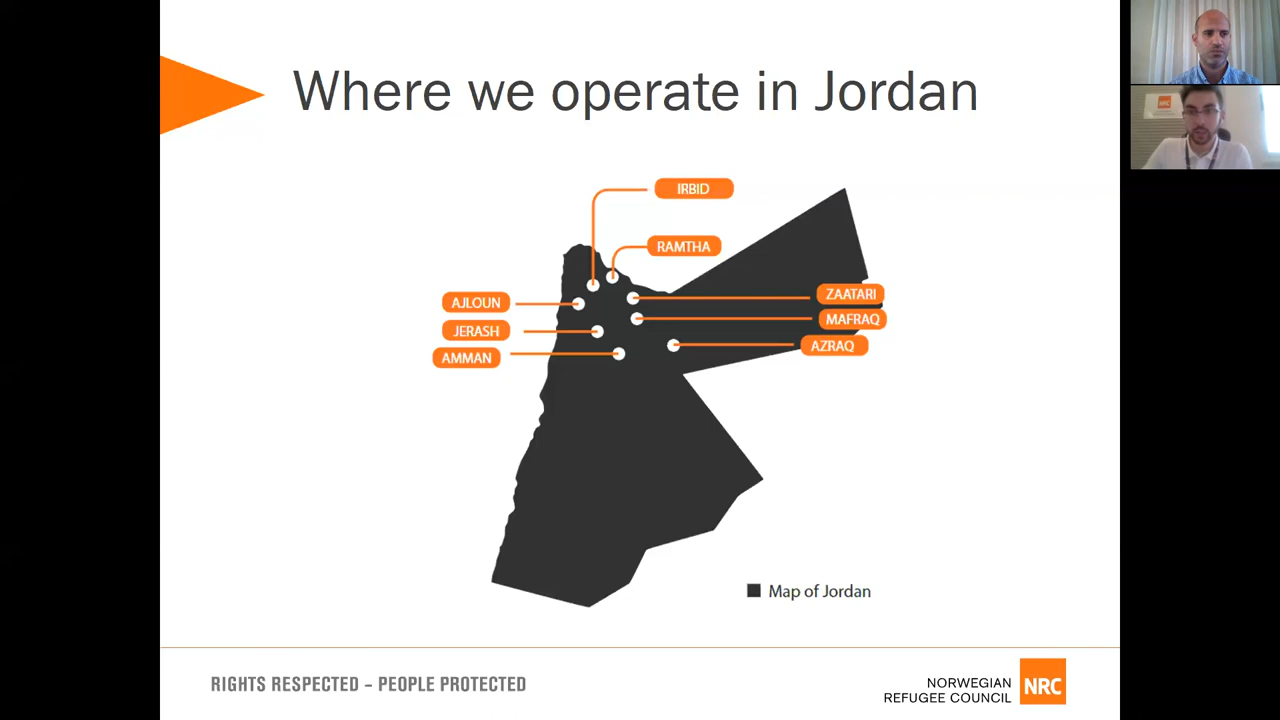 Where we operate in Jordan
IRBID
RAMTHA
AJLOUN
ZAATARI
JERASH
MAFRAQ
AMMAN
AZRAQ
Map of Jordan
RIGHTS RESPECTED – PEOPLE PROTECTED
NORWEGIAN
REFUGEE COUNCIL
NRC
NRC